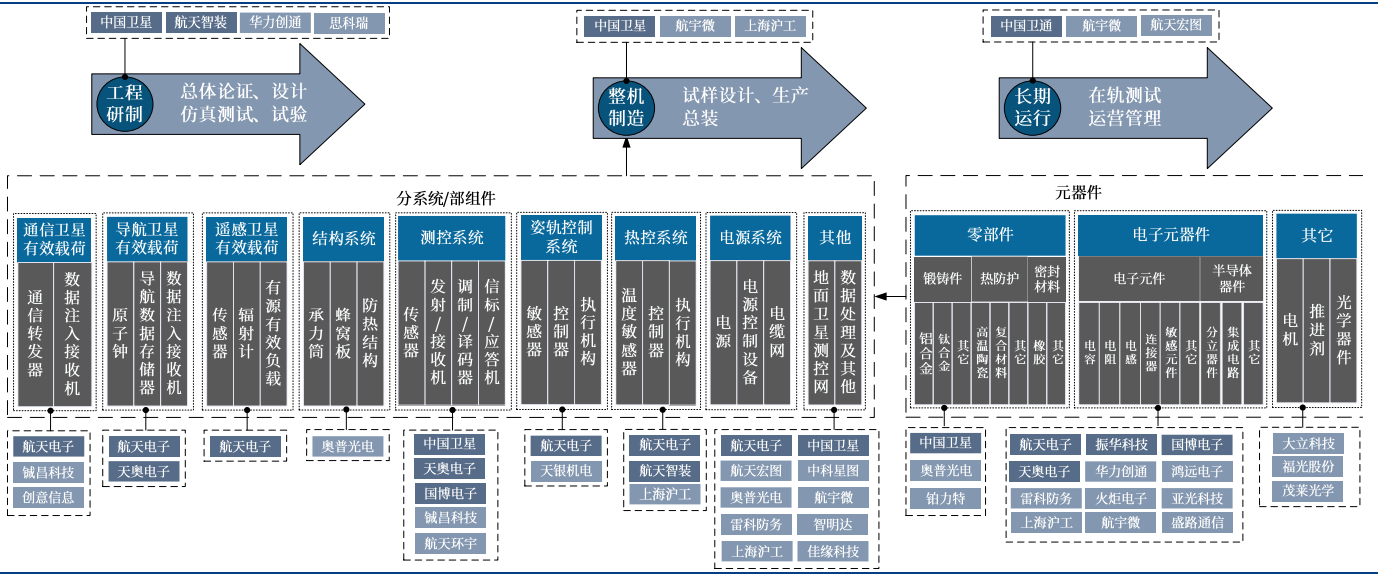 中国卫星 航天智装 华力创通 思科瑞
中国卫星 航宇微 上海沪工
中国卫通 航宇微 航天宏图
工程
研制
总体论证、设计
仿真测试、试验
整机
制造
试样设计、生产
总装
长期
运行
在轨测试
运营管理
分系统/部组件
通信卫星
有效载荷
通信转发器
数据注入接收机
导航卫星
有效载荷
原子钟
导航数据存储器
数据注入接收机
遥感卫星
有效载荷
传感器
辐射计
有源有效负载
结构系统
承力筒
蜂窝板
防热结构
测控系统
传感器
发射/接收机
调制/译码器
信标/应答机
姿轨控制
系统
敏感器
控制器
执行机构
热控系统
温度敏感器
控制器
执行机构
电源系统
电源
电源控制设备
电缆网
其他
地面卫星测控网
数据处理及其他
元器件
零部件
锻铸件
铝合金
钛合金
其它
热防护
高温陶瓷
复合材料
其它
密封
材料
橡胶
其它
电子元器件
电子元件
电容
电阻
电感
连接器
敏感元件
其它
半导体
器件
分立器件
集成电路
其它
其它
电机
推进剂
光学器件
航天电子
铖昌科技
创意信息
航天电子
天奥电子
航天电子
奥普光电
中国卫星
天奥电子
国博电子
铖昌科技
航天环宇
航天电子
天银机电
航天电子
航天智装
上海沪工
航天电子 中国卫星
航天宏图 中科星图
奥普光电 航宇微
雷科防务 智明达
上海沪工 佳缘科技
中国卫星
奥普光电
铂力特
航天电子 振华科技 国博电子
天奥电子 华力创通 鸿远电子
雷科防务 火炬电子 亚光科技
上海沪工 航宇微 盛路通信
大立科技
福光股份
茂莱光学